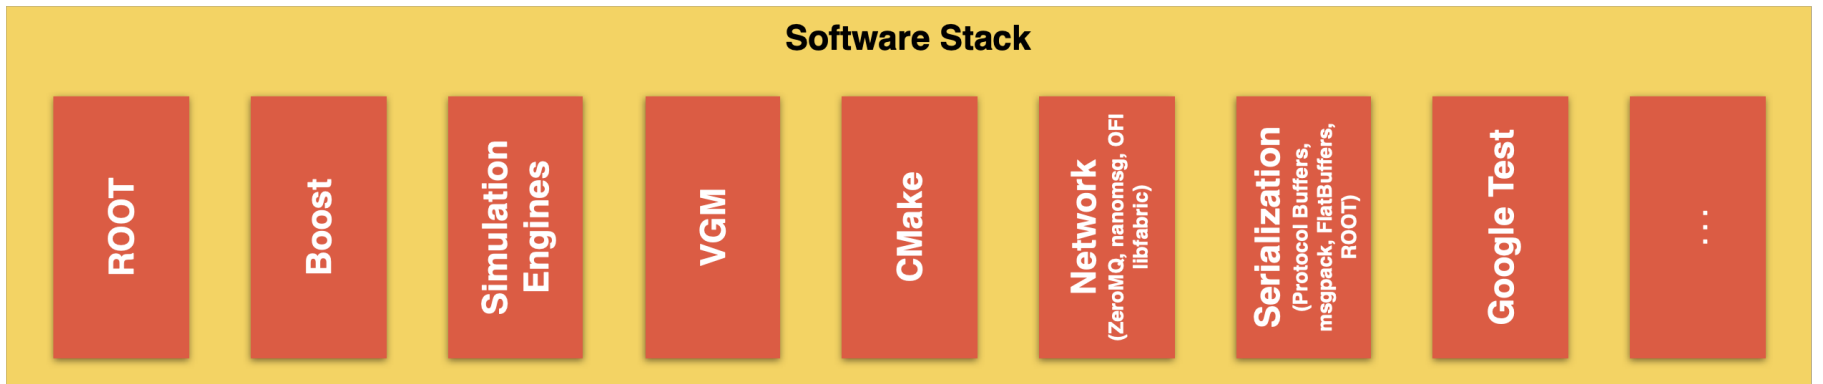 Software Stack
ROOT
Boost
Simulation
Engines
VGM
CMake
Network
(ZeroMQ, nanomsg, OFI
libfabric)
Serialization
(Protocol Buffers,
msgpack, FlatBuffers,
ROOT)
Google Test
...